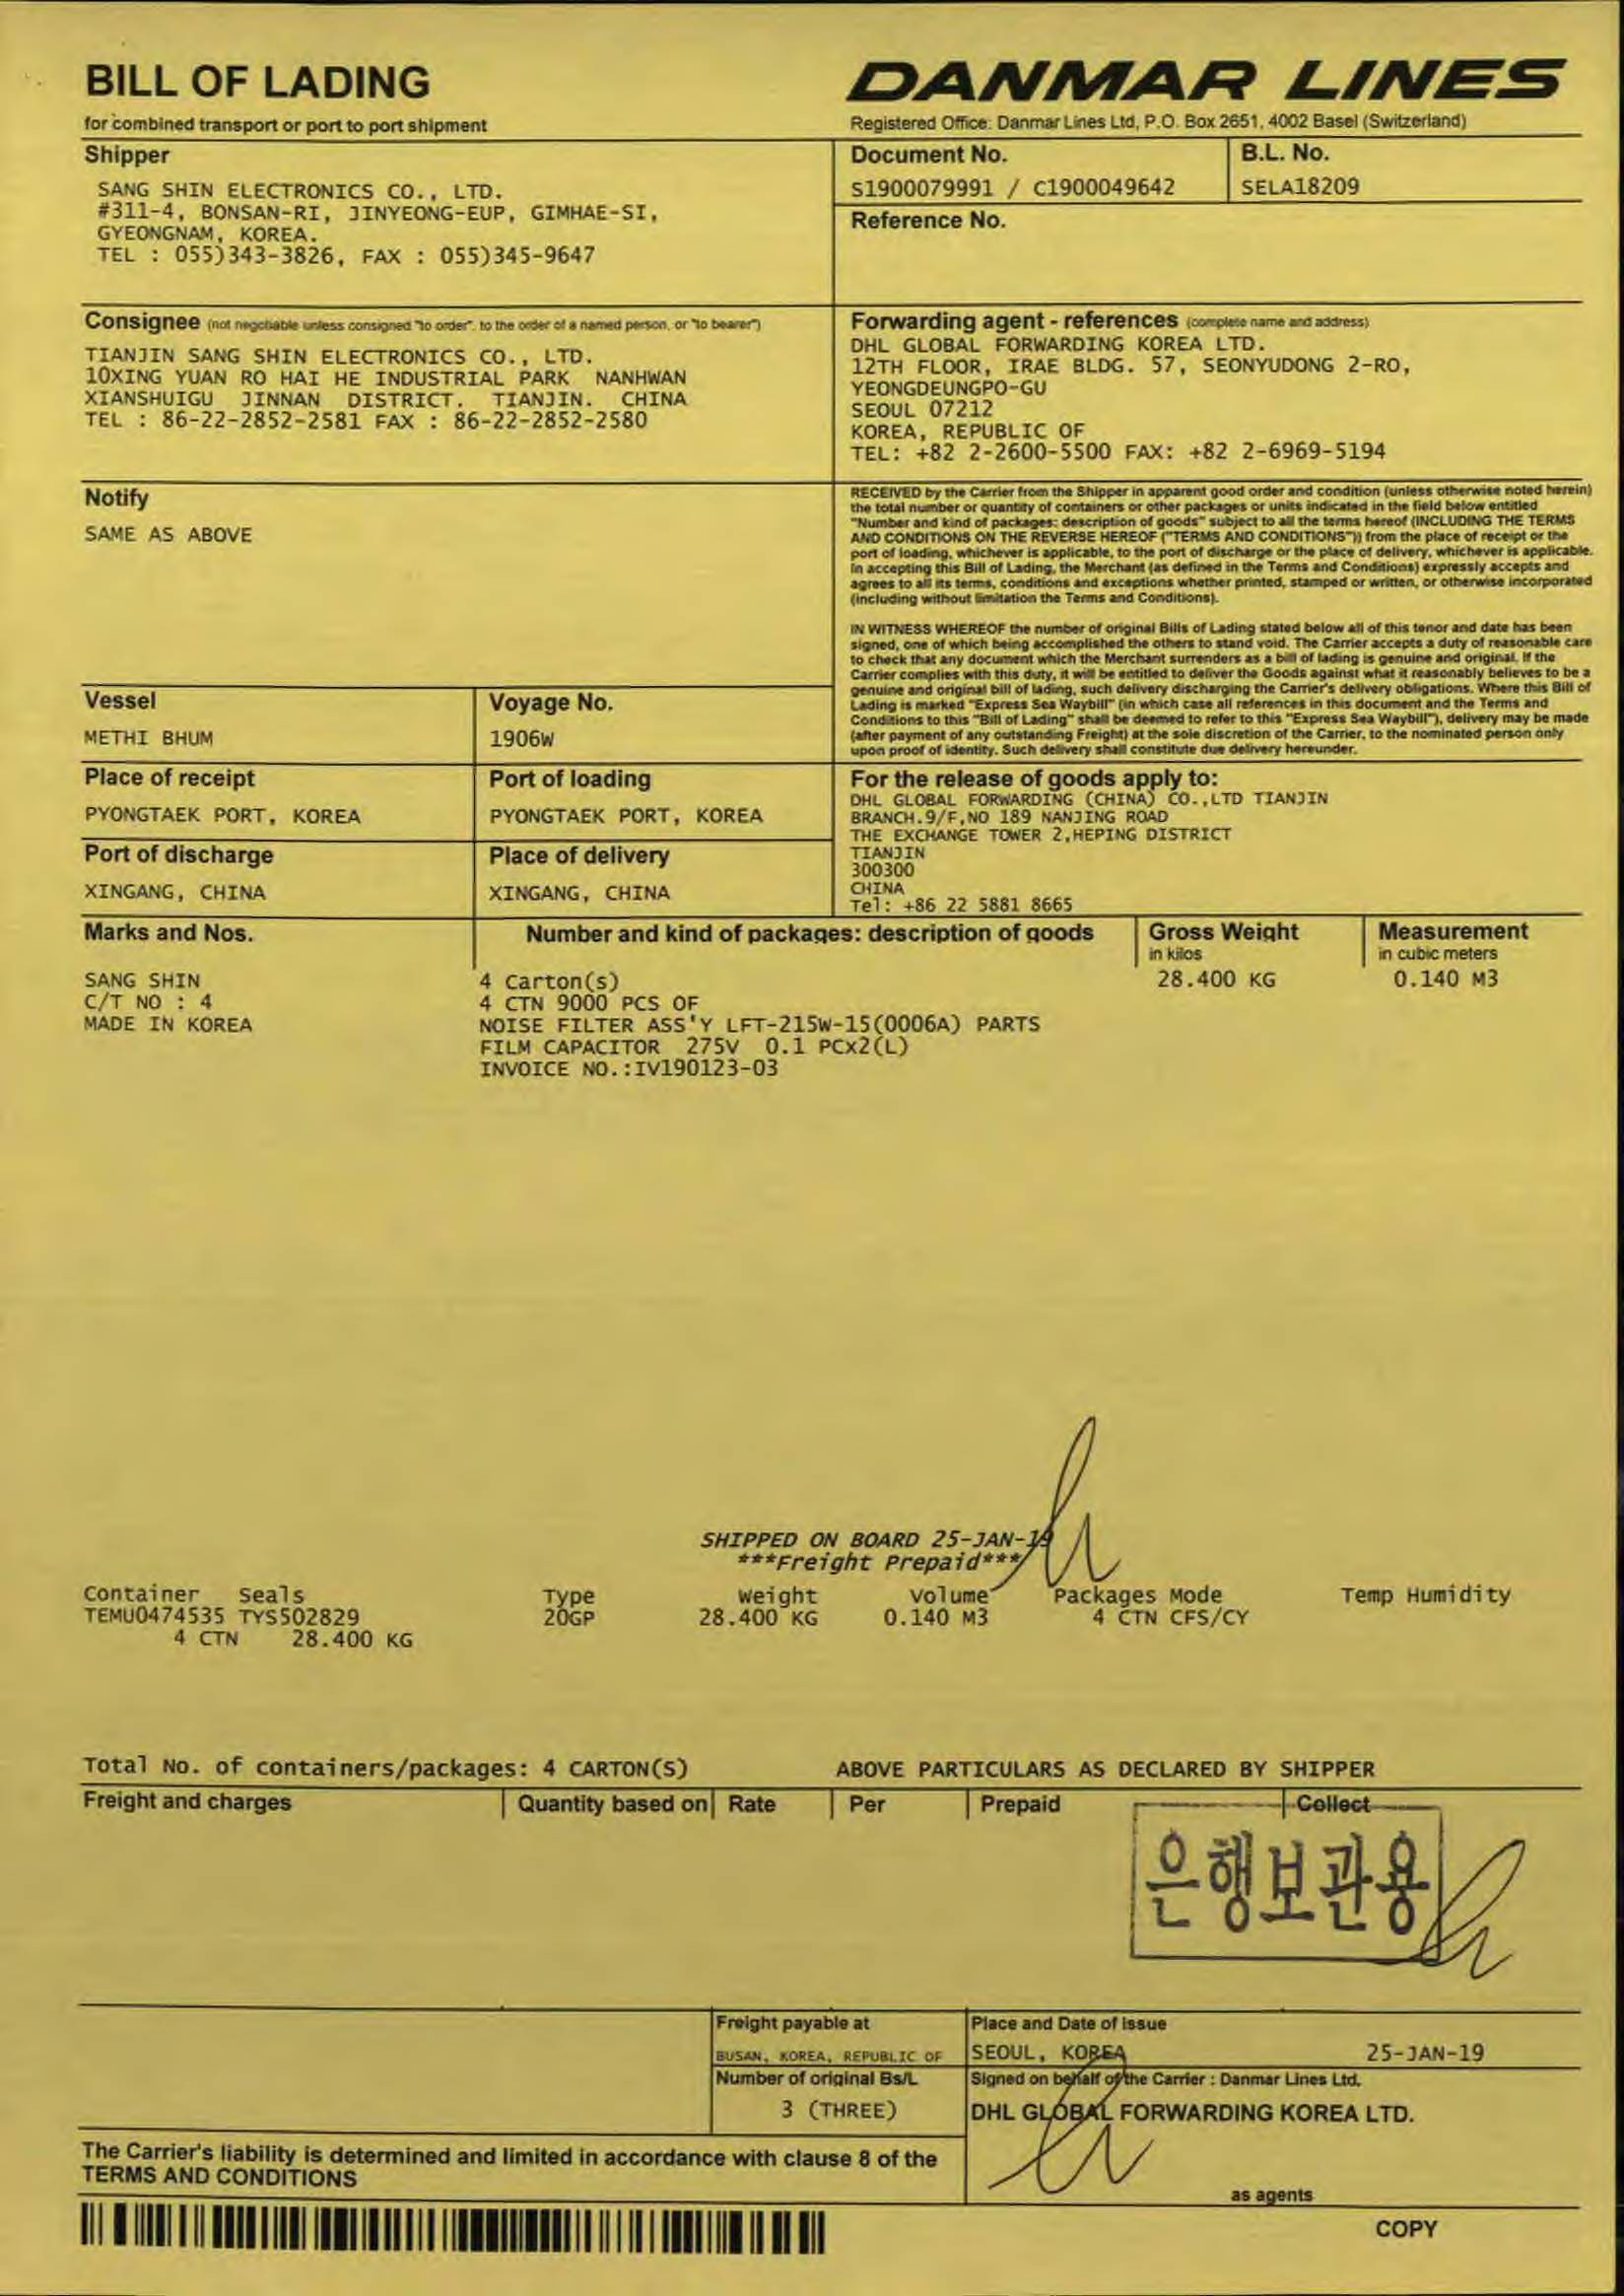 BILL OF LADING
for combined transport or port to port shipment
DANMAR LINES
Registered Office: Danmar Lines Ltd, P.O. Box 2651, 4002 Basel (Switzerland)
Shipper
SANG SHIN ELECTRONICS CO., LTD.
#311-4, BONSAN-RI, JINYEONG-EUP, GIMHAE-SI,
GYEONGNAM, KOREA.
TEL : 055)343-3826, FAX : 055)345-9647
Document No.
S1900079991 / C1900049642
B.L. No.
SELA18209
Reference No.
Consignee (not negotiable unless consigned "to order", to the order of a named person, or "to bearer")
TIANJIN SANG SHIN ELECTRONICS CO., LTD.
10XING YUAN RO HAI HE INDUSTRIAL PARK NANHWAN
XIANSHUIGU JINNAN DISTRICT. TIANJIN. CHINA
TEL : 86-22-2852-2581 FAX : 86-22-2852-2580
Forwarding agent - references (complete name and address)
DHL GLOBAL FORWARDING KOREA LTD.
12TH FLOOR, IRAE BLDG. 57, SEONYUDONG 2-RO,
YEONGDEUNGPO-GU
SEOUL 07212
KOREA, REPUBLIC OF
TEL: +82 2-2600-5500 FAX: +82 2-6969-5194
Notify
SAME AS ABOVE
RECEIVED by the Carrier from the Shipper in apparent good order and condition (unless otherwise noted herein)
the total number or quantity of containers or other packages or units indicated in the field below entitled
"Number and kind of packages: description of goods" subject to all the terms hereof (INCLUDING THE TERMS
AND CONDITIONS ON THE REVERSE HEREOF ("TERMS AND CONDITIONS")) from the place of receipt or the
port of loading, whichever is applicable, to the port of discharge or the place of delivery, whichever is applicable.
In accepting this Bill of Lading, the Merchant (as defined in the Terms and Conditions) expressly accepts and
agrees to all its terms, conditions and exceptions whether printed, stamped or written, or otherwise incorporated
(including without limitation the Terms and Conditions).
IN WITNESS WHEREOF the number of original Bills of Lading stated below all of this tenor and date has been
signed, one of which being accomplished the others to stand void. The Carrier accepts a duty of reasonable care
to check that any document which the Merchant surrenders as a bill of lading is genuine and original. If the
Carrier complies with this duty, it will be entitled to deliver the Goods against what it reasonably believes to be a
genuine and original bill of lading, such delivery discharging the Carrier's delivery obligations. Where this Bill of
Lading is marked "Express Sea Waybill" (in which case all references in this document and the Terms and
Conditions to this "Bill of Lading" shall be deemed to refer to this "Express Sea Waybill"), delivery may be made
(after payment of any outstanding Freight) at the sole discretion of the Carrier, to the nominated person only
upon proof of identity. Such delivery shall constitute due delivery hereunder.
Vessel
METHI BHUM
Voyage No.
1906W
Place of receipt
PYONGTAEK PORT, KOREA
Port of loading
PYONGTAEK PORT, KOREA
For the release of goods apply to:
DHL GLOBAL FORWARDING (CHINA) CO.,LTD TIANJIN
BRANCH.9/F,NO 189 NANJING ROAD
THE EXCHANGE TOWER 2,HEPING DISTRICT
TIANJIN
300300
CHINA
Tel: +86 22 5881 8665
Port of discharge
XINGANG, CHINA
Place of delivery
XINGANG, CHINA
Marks and Nos.
Number and kind of packages: description of goods
Gross Weight
in kilos
Measurement
in cubic meters
SANG SHIN
C/T NO : 4
MADE IN KOREA
4 Carton(s)
4 CTN 9000 PCS OF
NOISE FILTER ASS'Y LFT-215W-15(0006A) PARTS
FILM CAPACITOR 275V 0.1 PCX2(L)
INVOICE NO.:IV190123-03
28.400 KG
0.140 M3
SHIPPED ON BOARD 25-JAN-19
***Freight Prepaid***
Container Seals Type Weight Volume Packages Mode Temp Humidity
TEMU0474535 TYS502829 20GP 28.400 KG 0.140 M3 4 CTN CFS/CY
4 CTN 28.400 KG
Total No. of containers/packages: 4 CARTON(S) ABOVE PARTICULARS AS DECLARED BY SHIPPER
Freight and charges Quantity based on Rate Per Prepaid Collect
은행보관용
Freight payable at
BUSAN, KOREA, REPUBLIC OF
Place and Date of issue
SEOUL, KOREA 25-JAN-19
Number of original Bs/L
3 (THREE)
Signed on behalf of the Carrier : Danmar Lines Ltd.
DHL GLOBAL FORWARDING KOREA LTD.
The Carrier's liability is determined and limited in accordance with clause 8 of the
TERMS AND CONDITIONS
as agents
COPY